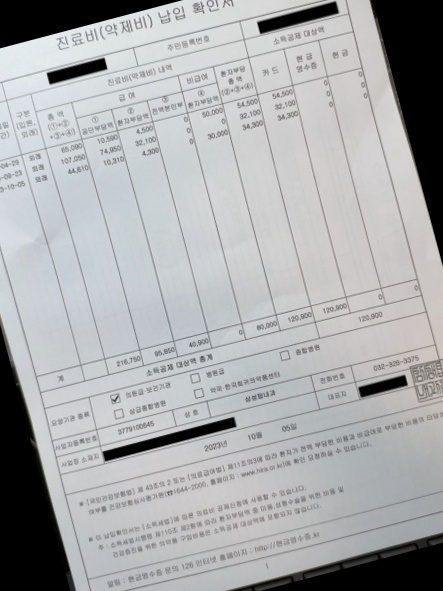 진료비(약제비) 납입 확인서
주민등록번호
진료비(약제비) 내역
소득공제 대상액
구분
(입원,
외래)
총 액
(①+②
+③+④)
급 여
①
공단부담액
②
환자부담액
③
전액본인부
비급여
④
환자부담액
환자부담
총 액
(②+③+④)
카 드
현 금
영수증
현 금
04-29 외래 65,090 10,590 4,500 0 50,000 54,500 54,500 0 0
09-23 외래 107,050 74,950 32,100 0 0 32,100 32,100 0 0
3-10-05 외래 44,610 10,310 4,300 0 30,000 34,300 34,300 0 0
계 216,750 95,850 40,900 0 80,000 120,900 120,900 0 0
소득공제 대상액 총계 120,900
요양기관 종류
의원급·보건기관
병원급
종합병원
상급종합병원
약국·한국희귀의약품센터
사업자등록번호 3779100645 상 호 삼성탑내과 전화번호 032-326-3375
사업장 소재지
대표자
2023년 10월 05일
※ [국민건강보험법] 제 43조의 2 또는 [의료급여법] 제11조의3에 따라 환자가 전액 부담한 비용과 비급여로 부담한 비용의 타당
여부를 건강보험심사평가원(☎1644-2000, 홈페이지 : www.hira.or.kr)에 확인 요청하실 수 있습니다.
※ 이 납입확인서는 [소득세법]에 따른 의료비 공제신청에 사용할 수 있습니다.
주 : 소득세법시행령 제110조 제2항에 따라 환자부담액 중 미용,성형수술을 위한 비용 및
건강증진을 위한 의약품 구입비용은 소득공제 대상액에 포함되지 않습니다.
알림 : 현금영수증 문의 126 인터넷 홈페이지 : http://현금영수증.kr
1